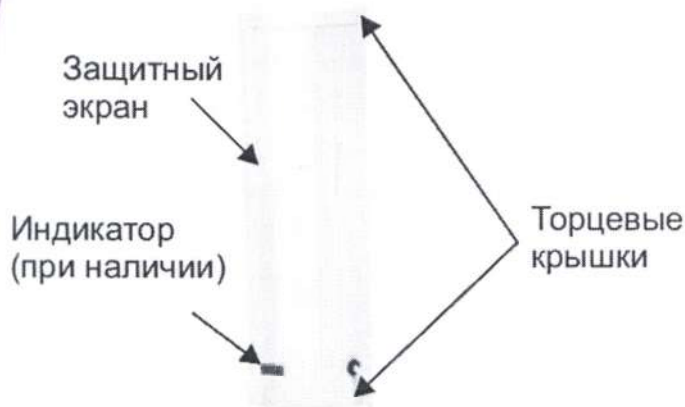 Защитный
экран
Индикатор
(при наличии)
Торцевые
крышки